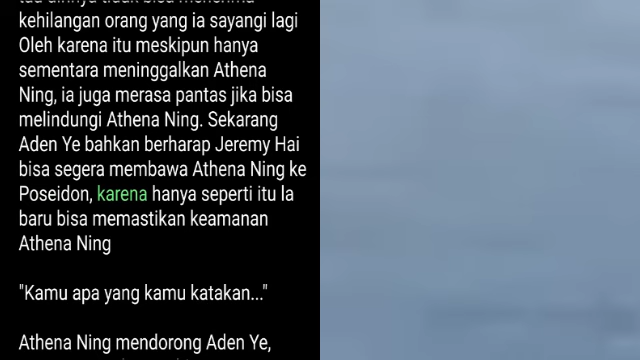 kehilangan orang yang ia sayangi lagi
Oleh karena itu meskipun hanya
sementara meninggalkan Athena
Ning, ia juga merasa pantas jika bisa
melindungi Athena Ning. Sekarang
Aden Ye bahkan berharap Jeremy Hai
bisa segera membawa Athena Ning ke
Poseidon, karena hanya seperti itu Ia
baru bisa memastikan keamanan
Athena Ning
"Kamu apa yang kamu katakan..."
Athena Ning mendorong Aden Ye,